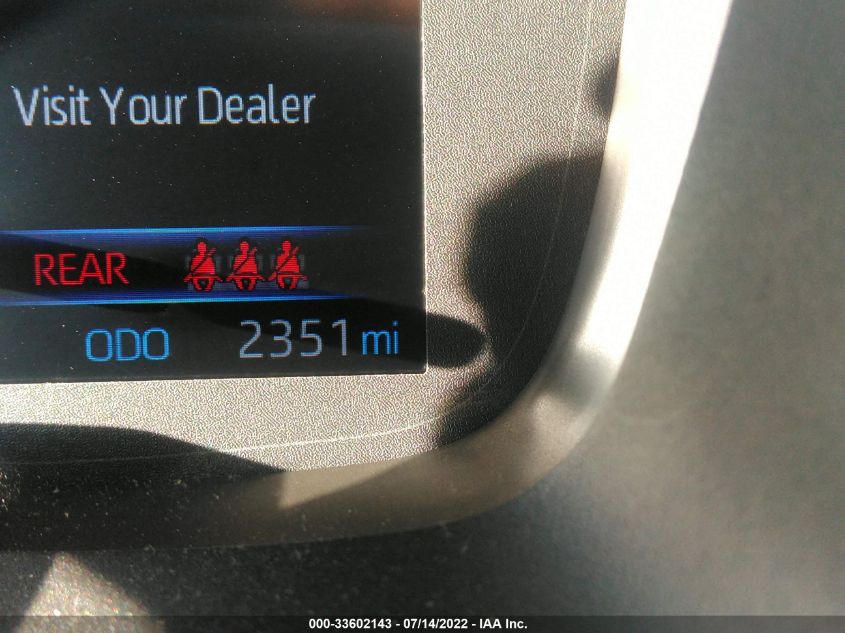 Visit Your Dealer
REAR
ODO 2351 mi
000-33602143 - 07/14/2022 - IAA Inc.